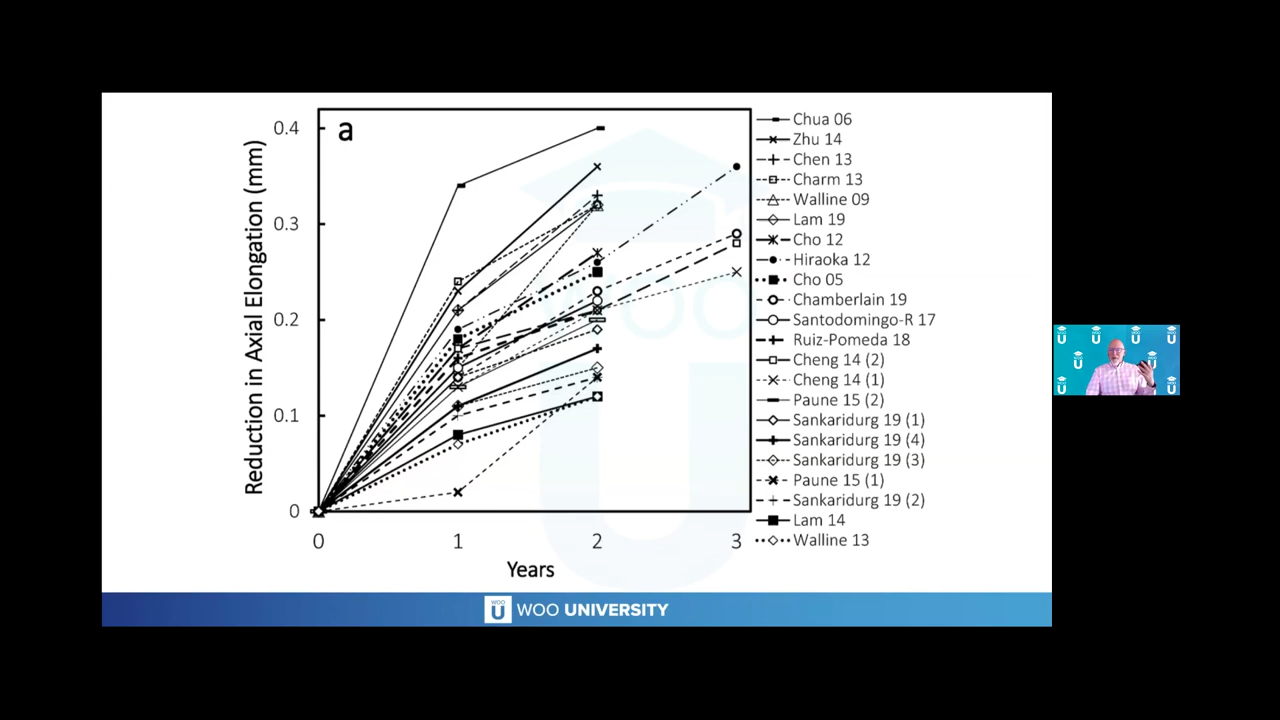 a
Reduction in Axial Elongation (mm)
0.4
0.3
0.2
0.1
0
0 1 2 3
Years
Chua 06
Zhu 14
Chen 13
Charm 13
Walline 09
Lam 19
Cho 12
Hiraoka 12
Cho 05
Chamberlain 19
Santodomingo-R 17
Ruiz-Pomeda 18
Cheng 14 (2)
Cheng 14 (1)
Paune 15 (2)
Sankaridurg 19 (1)
Sankaridurg 19 (4)
Sankaridurg 19 (3)
Paune 15 (1)
Sankaridurg 19 (2)
Lam 14
Walline 13
WOO
U
WOO
U
WOO UNIVERSITY